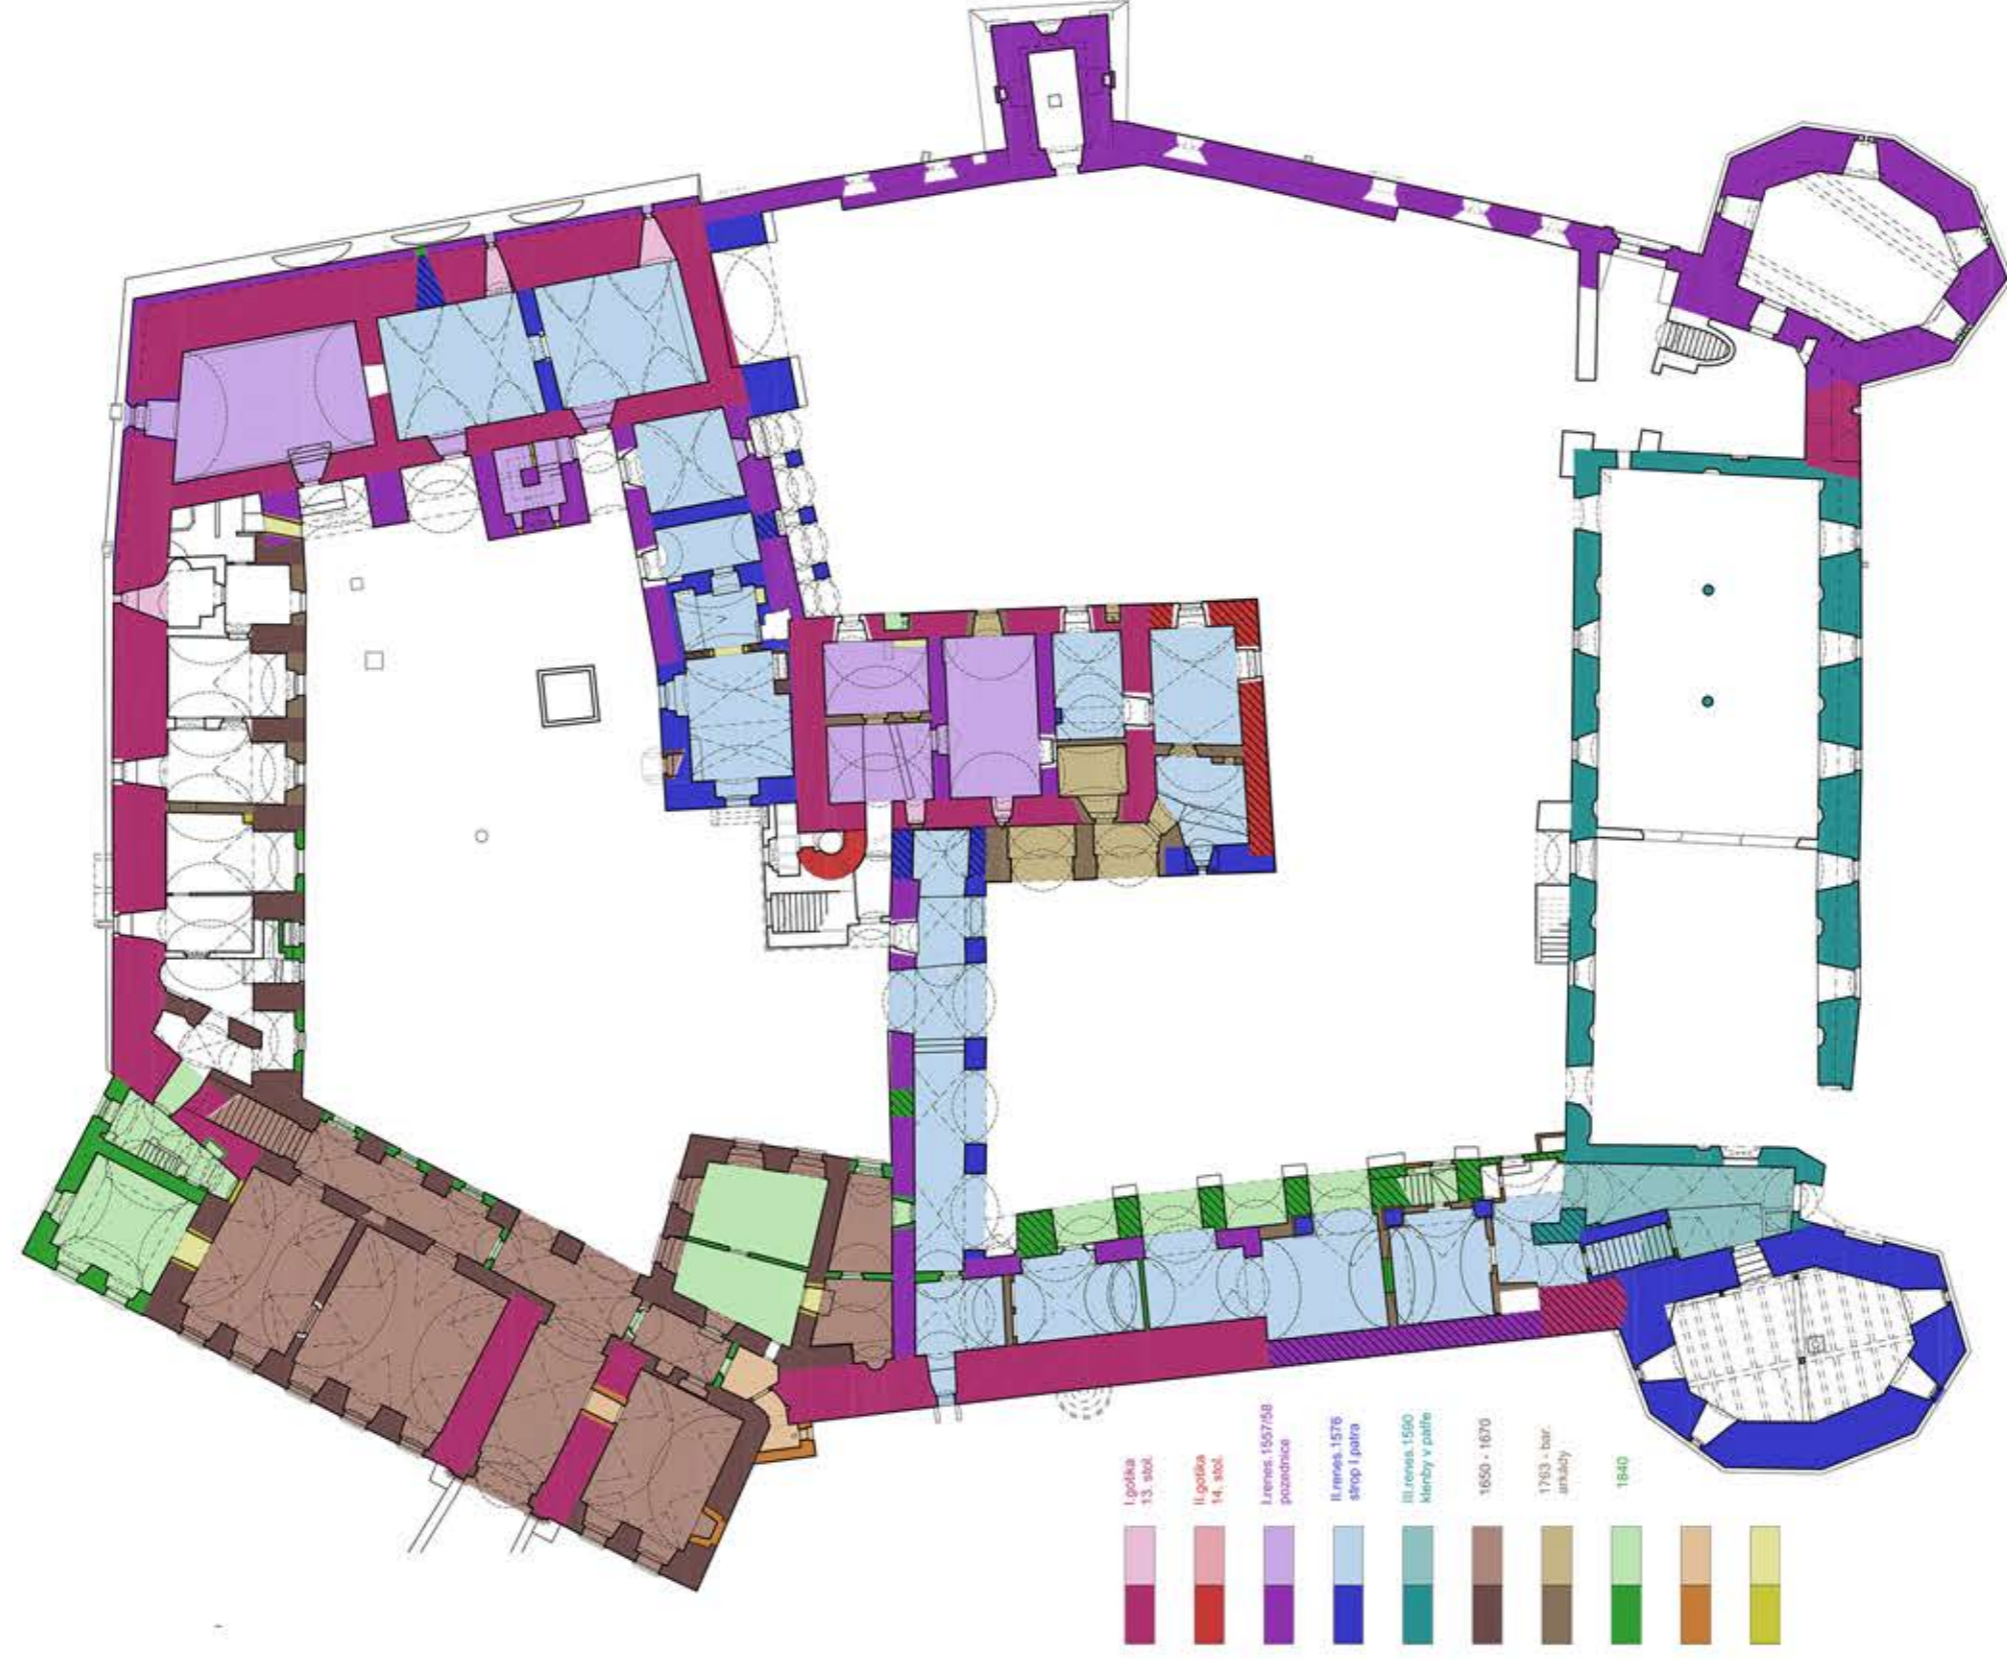 I.gotika
13. stol.
II.gotika
14. stol.
I.renes.1557/58
pozednice
II.renes.1576
strop I.patra
III.renes.1590
klenby v patře
1650 - 1670
1763 - bar.
arkády
1840